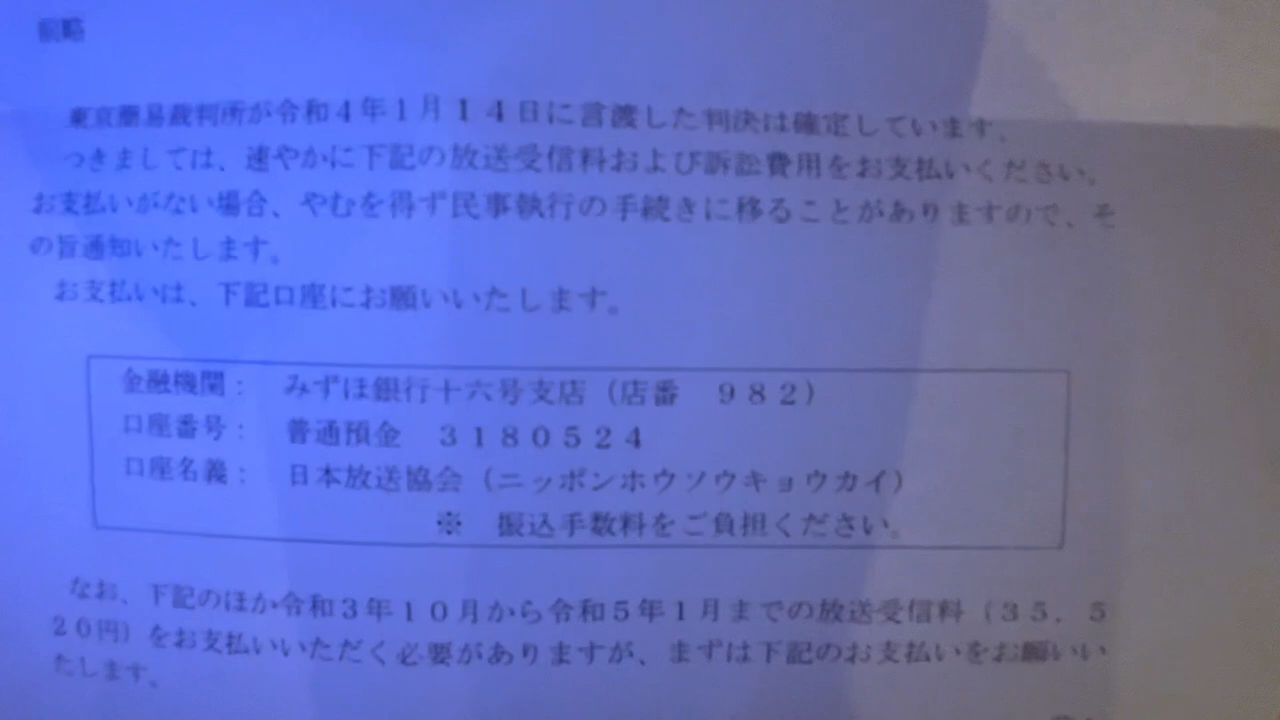 前略
東京簡易裁判所が令和4年1月14日に言渡した判決は確定しています。
つきましては、速やかに下記の放送受信料および訴訟費用をお支払いください。
お支払いがない場合、やむを得ず民事執行の手続きに移ることがありますので、そ
の旨通知いたします。
お支払いは、下記口座にお願いいたします。
金融機関： みずほ銀行十六号支店（店番 982）
口座番号： 普通預金 3180524
口座名義： 日本放送協会（ニッポンホウソウキョウカイ）
※ 振込手数料をご負担ください。
なお、下記のほか令和3年10月から令和5年1月までの放送受信料（35，5
20円）をお支払いいただく必要がありますが、まずは下記のお支払いをお願いい
たします。